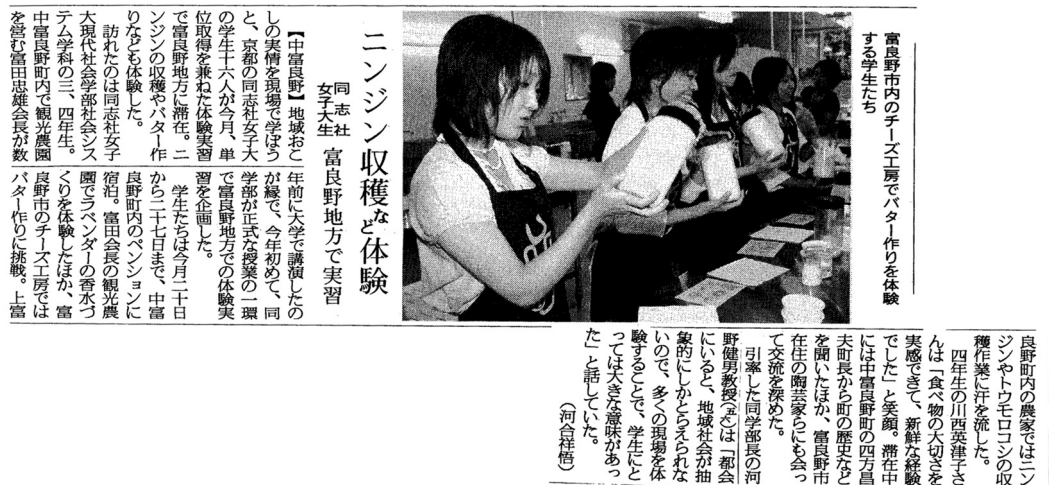 富良野市内のチーズ工房でバター作りを体験
する学生たち
ニンジン収穫など体験
同志社
女子大生
富良野地方で実習
【中富良野】地域おこ
しの実情を現場で学ぼう
と、京都の同志社女子大
の学生十六人が今月、単
位取得を兼ねた体験実習
で富良野地方に滞在。ニ
ンジンの収穫やバター作
りなども体験した。
訪れたのは同志社女子
大現代社会学部社会シス
テム学科の三、四年生。
中富良野町内で観光農園
を営む富田忠雄会長が数
年前に大学で講演したの
が縁で、今年初めて、同
学部が正式な授業の一環
で富良野地方での体験実
習を企画した。
学生たちは今月二十日
から二十七日まで、中富
良野町内のペンションに
宿泊。富田会長の観光農
園でラベンダーの香水づ
くりを体験したほか、富
良野市のチーズ工房では
バター作りに挑戦。上富
良野町内の農家ではニン
ジンやトウモロコシの収
穫作業に汗を流した。
四年生の川西英津子さ
んは「食べ物の大切さを
実感できて、新鮮な経験
でした」と笑顔。滞在中
には中富良野町の四方昌
夫町長から町の歴史など
を聞いたほか、富良野市
在住の陶芸家らにも会っ
て交流を深めた。
引率した同学部長の河
野健男教授は「都会
にいると、地域社会が抽
象的にしかとらえられな
いので、多くの現場を体
験することで、学生にと
っては大きな意味があっ
た」と話していた。
（河合祥悟）